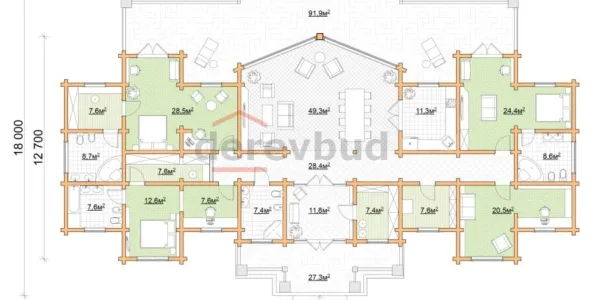 91.9м²
7.6м²
28.5м²
49.3м²
11.3м²
24.4м²
18 000
12 700
derevbud
8.7м²
7.6м²
28.4м²
8.6м²
7.6м²
12.6м²
7.6м²
7.4м²
11.8м²
7.4м²
7.6м²
20.5м²
27.3м²